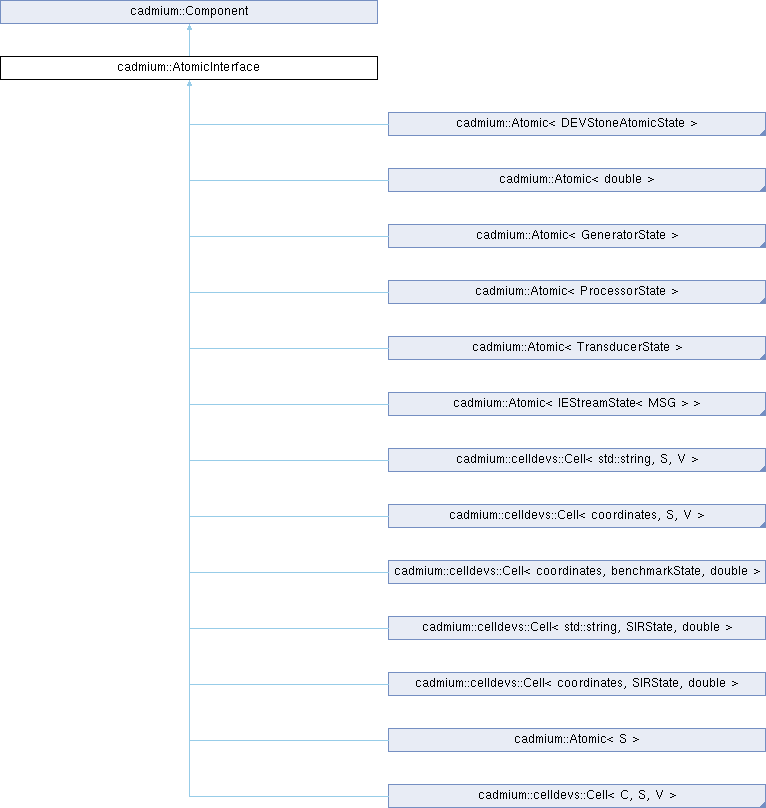 cadmium::Component
cadmium::AtomicInterface
cadmium::Atomic< DEVStoneAtomicState >
cadmium::Atomic< double >
cadmium::Atomic< GeneratorState >
cadmium::Atomic< ProcessorState >
cadmium::Atomic< TransducerState >
cadmium::Atomic< IEStreamState< MSG > >
cadmium::celldevs::Cell< std::string, S, V >
cadmium::celldevs::Cell< coordinates, S, V >
cadmium::celldevs::Cell< coordinates, benchmarkState, double >
cadmium::celldevs::Cell< std::string, SIRState, double >
cadmium::celldevs::Cell< coordinates, SIRState, double >
cadmium::Atomic< S >
cadmium::celldevs::Cell< C, S, V >